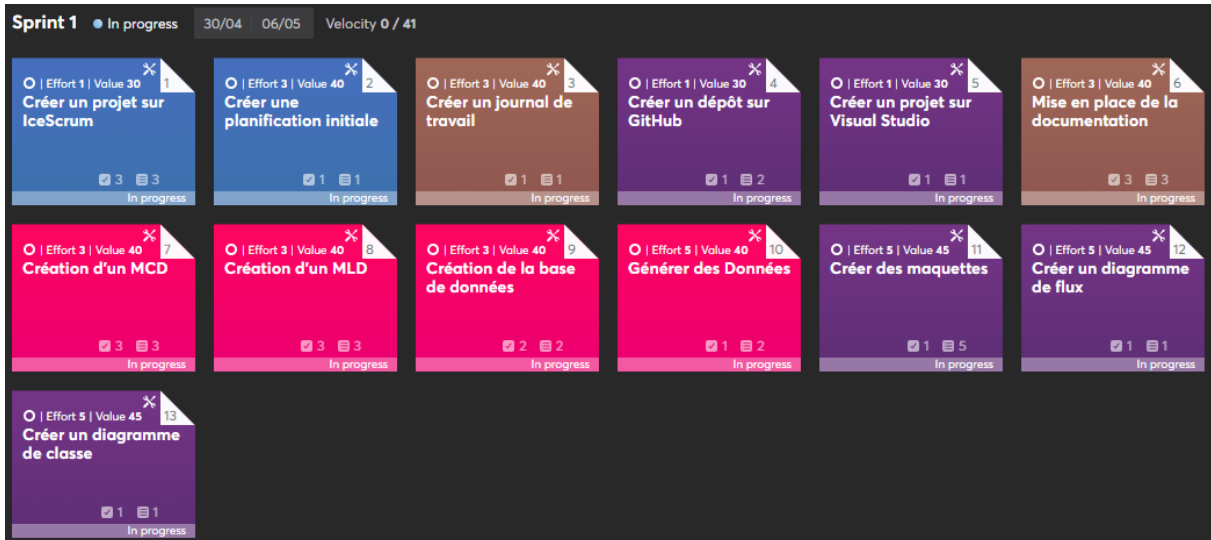 Sprint 1 In progress 30/04 06/05 Velocity 0 / 41
| Effort 1 | Value 30 1
Créer un projet sur
IceScrum
3 3
In progress
| Effort 3 | Value 40 2
Créer une
planification initiale
1 1
In progress
| Effort 3 | Value 40 3
Créer un journal de
travail
1 1
In progress
| Effort 1 | Value 30 4
Créer un dépôt sur
GitHub
1 2
In progress
| Effort 1 | Value 30 5
Créer un projet sur
Visual Studio
1 1
In progress
| Effort 3 | Value 40 6
Mise en place de la
documentation
3 3
In progress
| Effort 3 | Value 40 7
Création d'un MCD
3 3
In progress
| Effort 3 | Value 40 8
Création d'un MLD
3 3
In progress
| Effort 3 | Value 40 9
Création de la base
de données
2 2
In progress
| Effort 5 | Value 40 10
Générer des Données
1 2
In progress
| Effort 5 | Value 45 11
Créer des maquettes
1 5
In progress
| Effort 5 | Value 45 12
Créer un diagramme
de flux
1 1
In progress
| Effort 5 | Value 45 13
Créer un diagramme
de classe
1 1
In progress